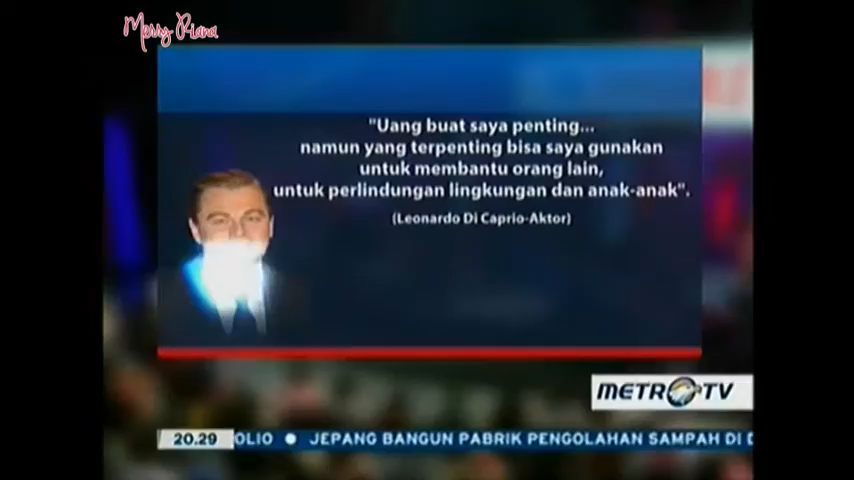 Merry Riana
"Uang buat saya penting...
namun yang terpenting bisa saya gunakan
untuk membantu orang lain,
untuk perlindungan lingkungan dan anak-anak".
(Leonardo Di Caprio-Aktor)
METRO TV
20.29 OLIO ● JEPANG BANGUN PABRIK PENGOLAHAN SAMPAH DI